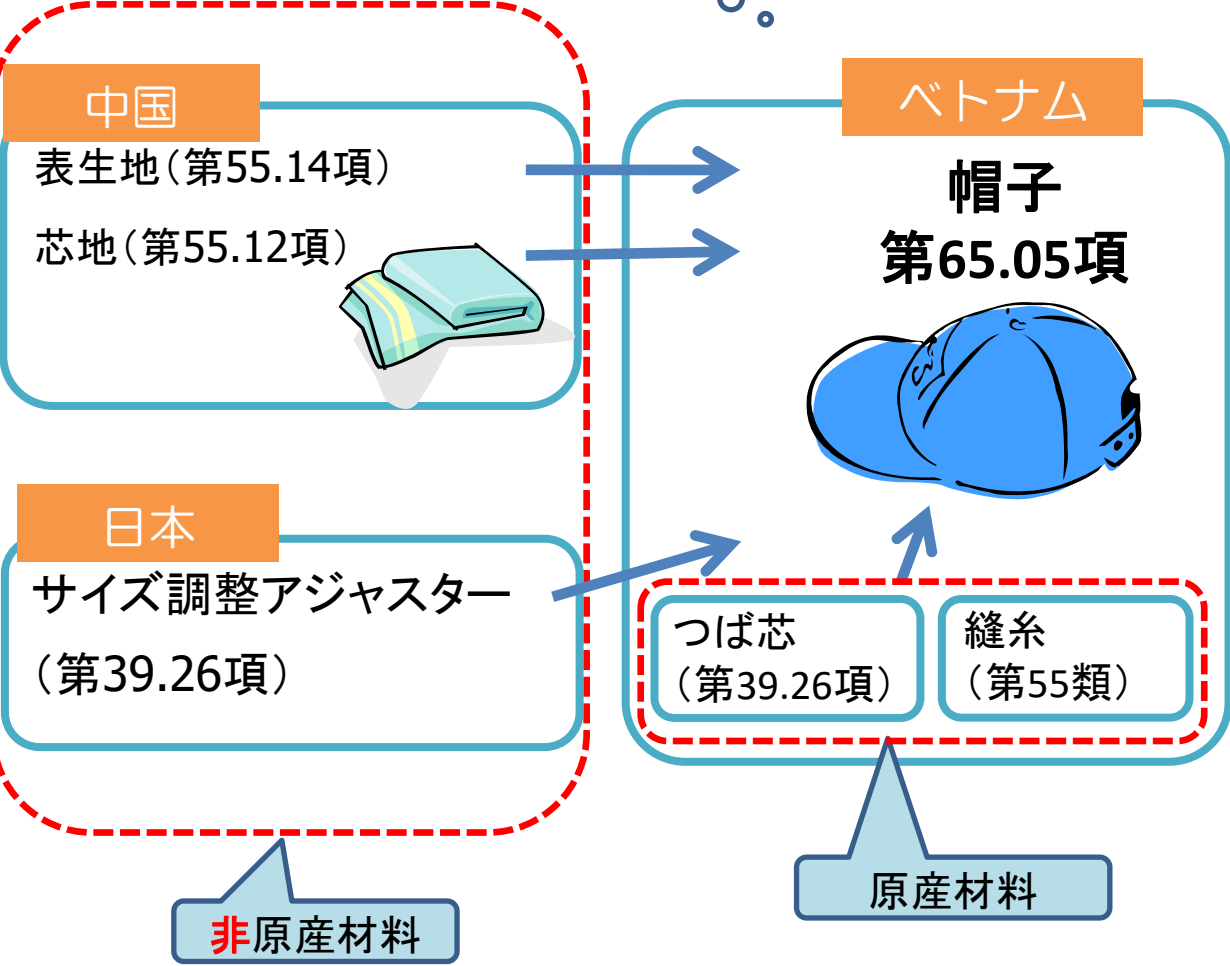 中国
表生地(第55.14項)
芯地(第55.12項)
日本
サイズ調整アジャスター
(第39.26項)
非原産材料
ベトナム
帽子
第65.05項
つば芯
(第39.26項)
縫糸
(第55類)
原産材料